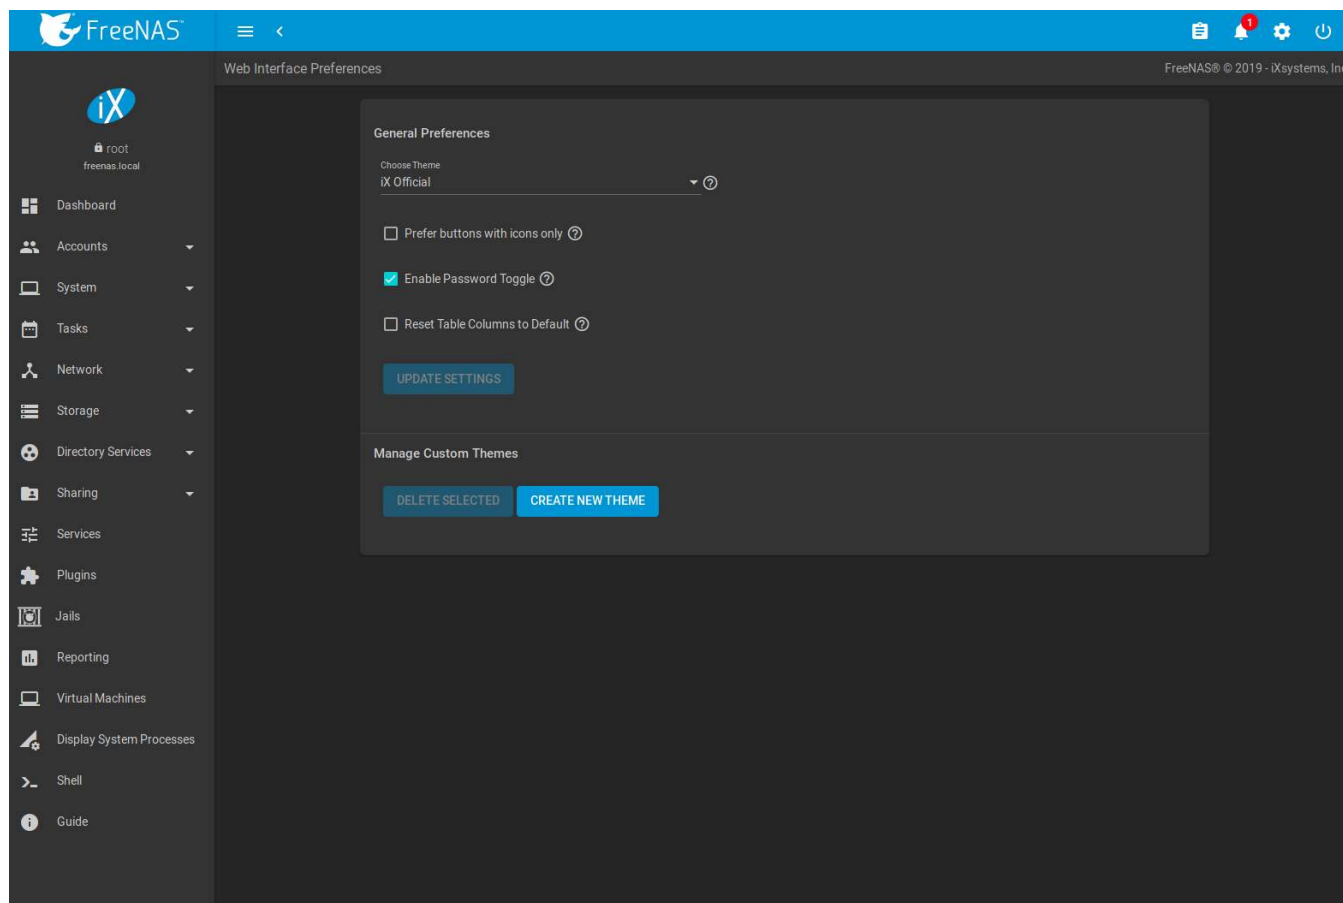 FreeNAS
1
Web Interface Preferences
FreeNAS® © 2019 - iXsystems, Inc
iX
root
freenas.local
Dashboard
Accounts
System
Tasks
Network
Storage
Directory Services
Sharing
Services
Plugins
Jails
Reporting
Virtual Machines
Display System Processes
Shell
Guide
General Preferences
Choose Theme
iX Official
Prefer buttons with icons only
Enable Password Toggle
Reset Table Columns to Default
UPDATE SETTINGS
Manage Custom Themes
DELETE SELECTED CREATE NEW THEME